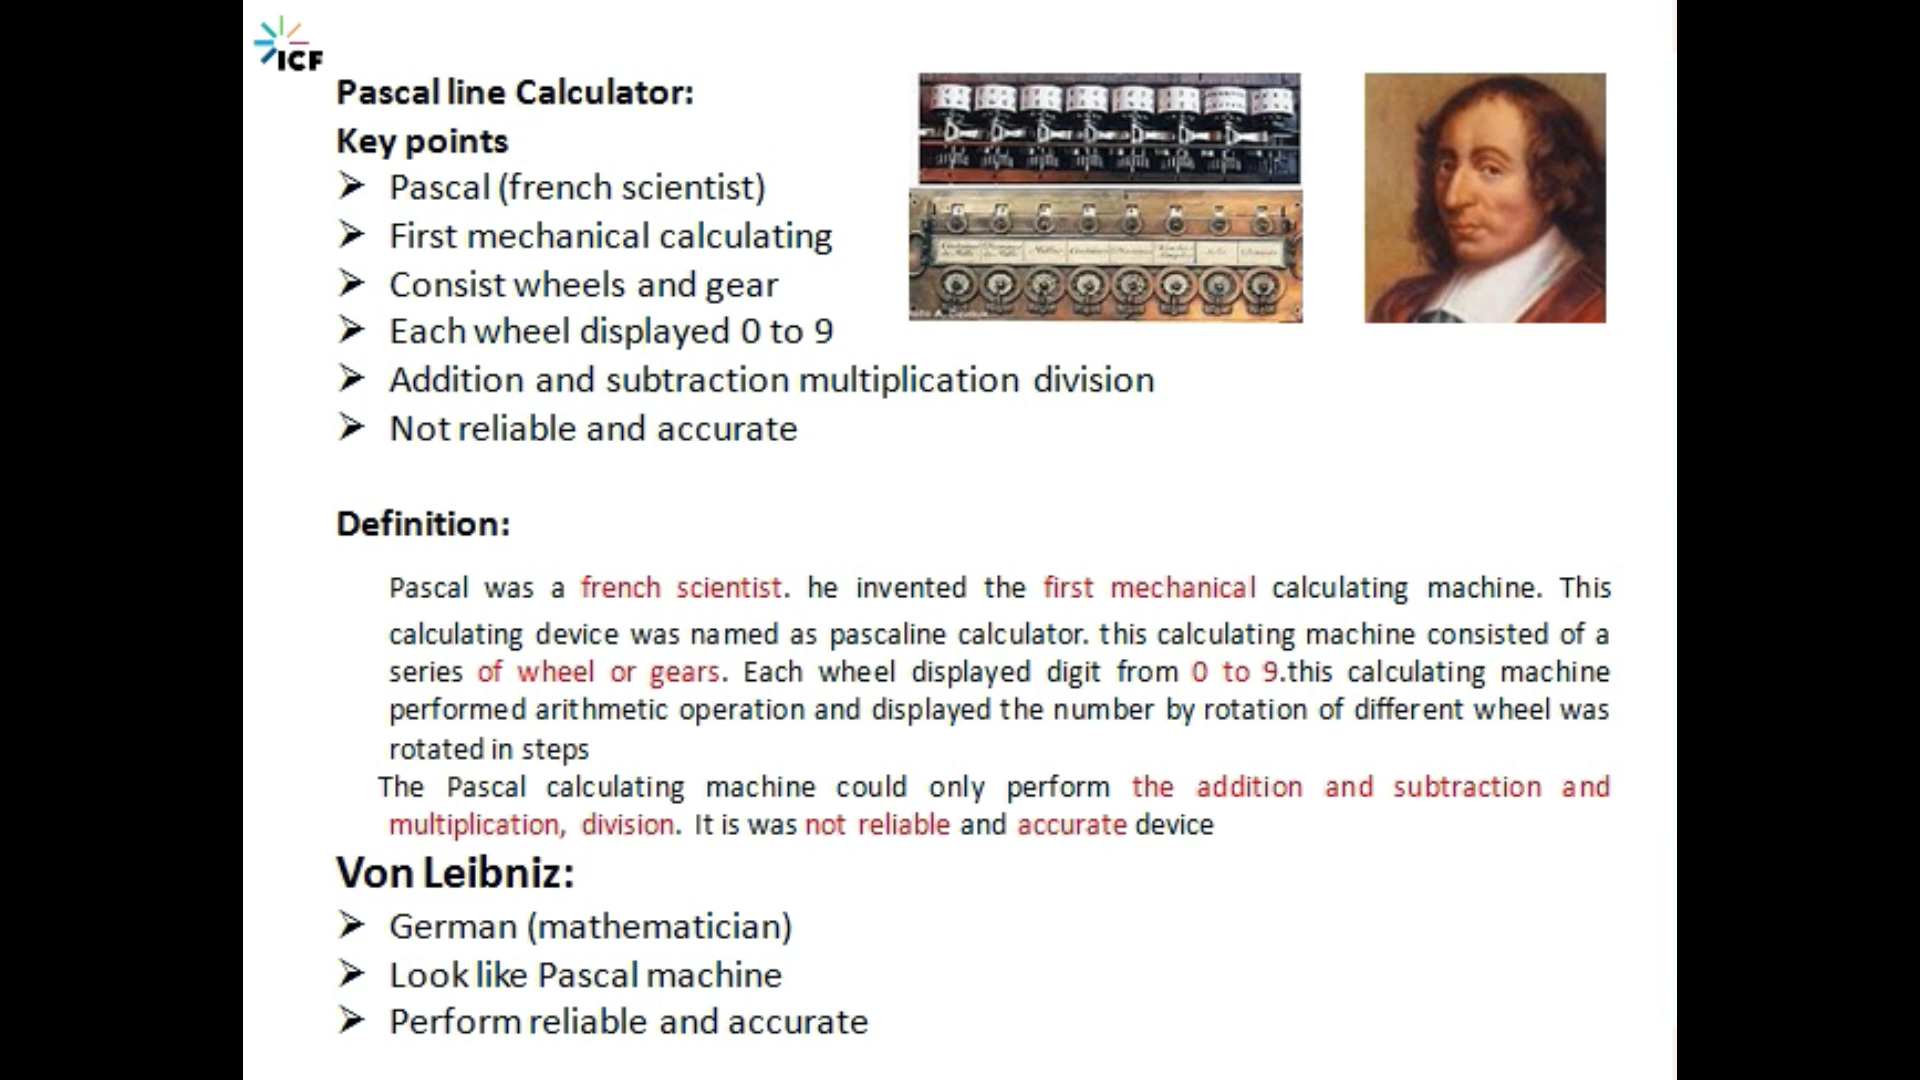 ICF
Pascal line Calculator:
Key points
➢ Pascal (french scientist)
➢ First mechanical calculating
➢ Consist wheels and gear
➢ Each wheel displayed 0 to 9
➢ Addition and subtraction multiplication division
➢ Not reliable and accurate
Definition:
Pascal was a french scientist. he invented the first mechanical calculating machine. This
calculating device was named as pascaline calculator. this calculating machine consisted of a
series of wheel or gears. Each wheel displayed digit from 0 to 9.this calculating machine
performed arithmetic operation and displayed the number by rotation of different wheel was
rotated in steps
The Pascal calculating machine could only perform the addition and subtraction and
multiplication, division. It is was not reliable and accurate device
Von Leibniz:
➢ German (mathematician)
➢ Look like Pascal machine
➢ Perform reliable and accurate